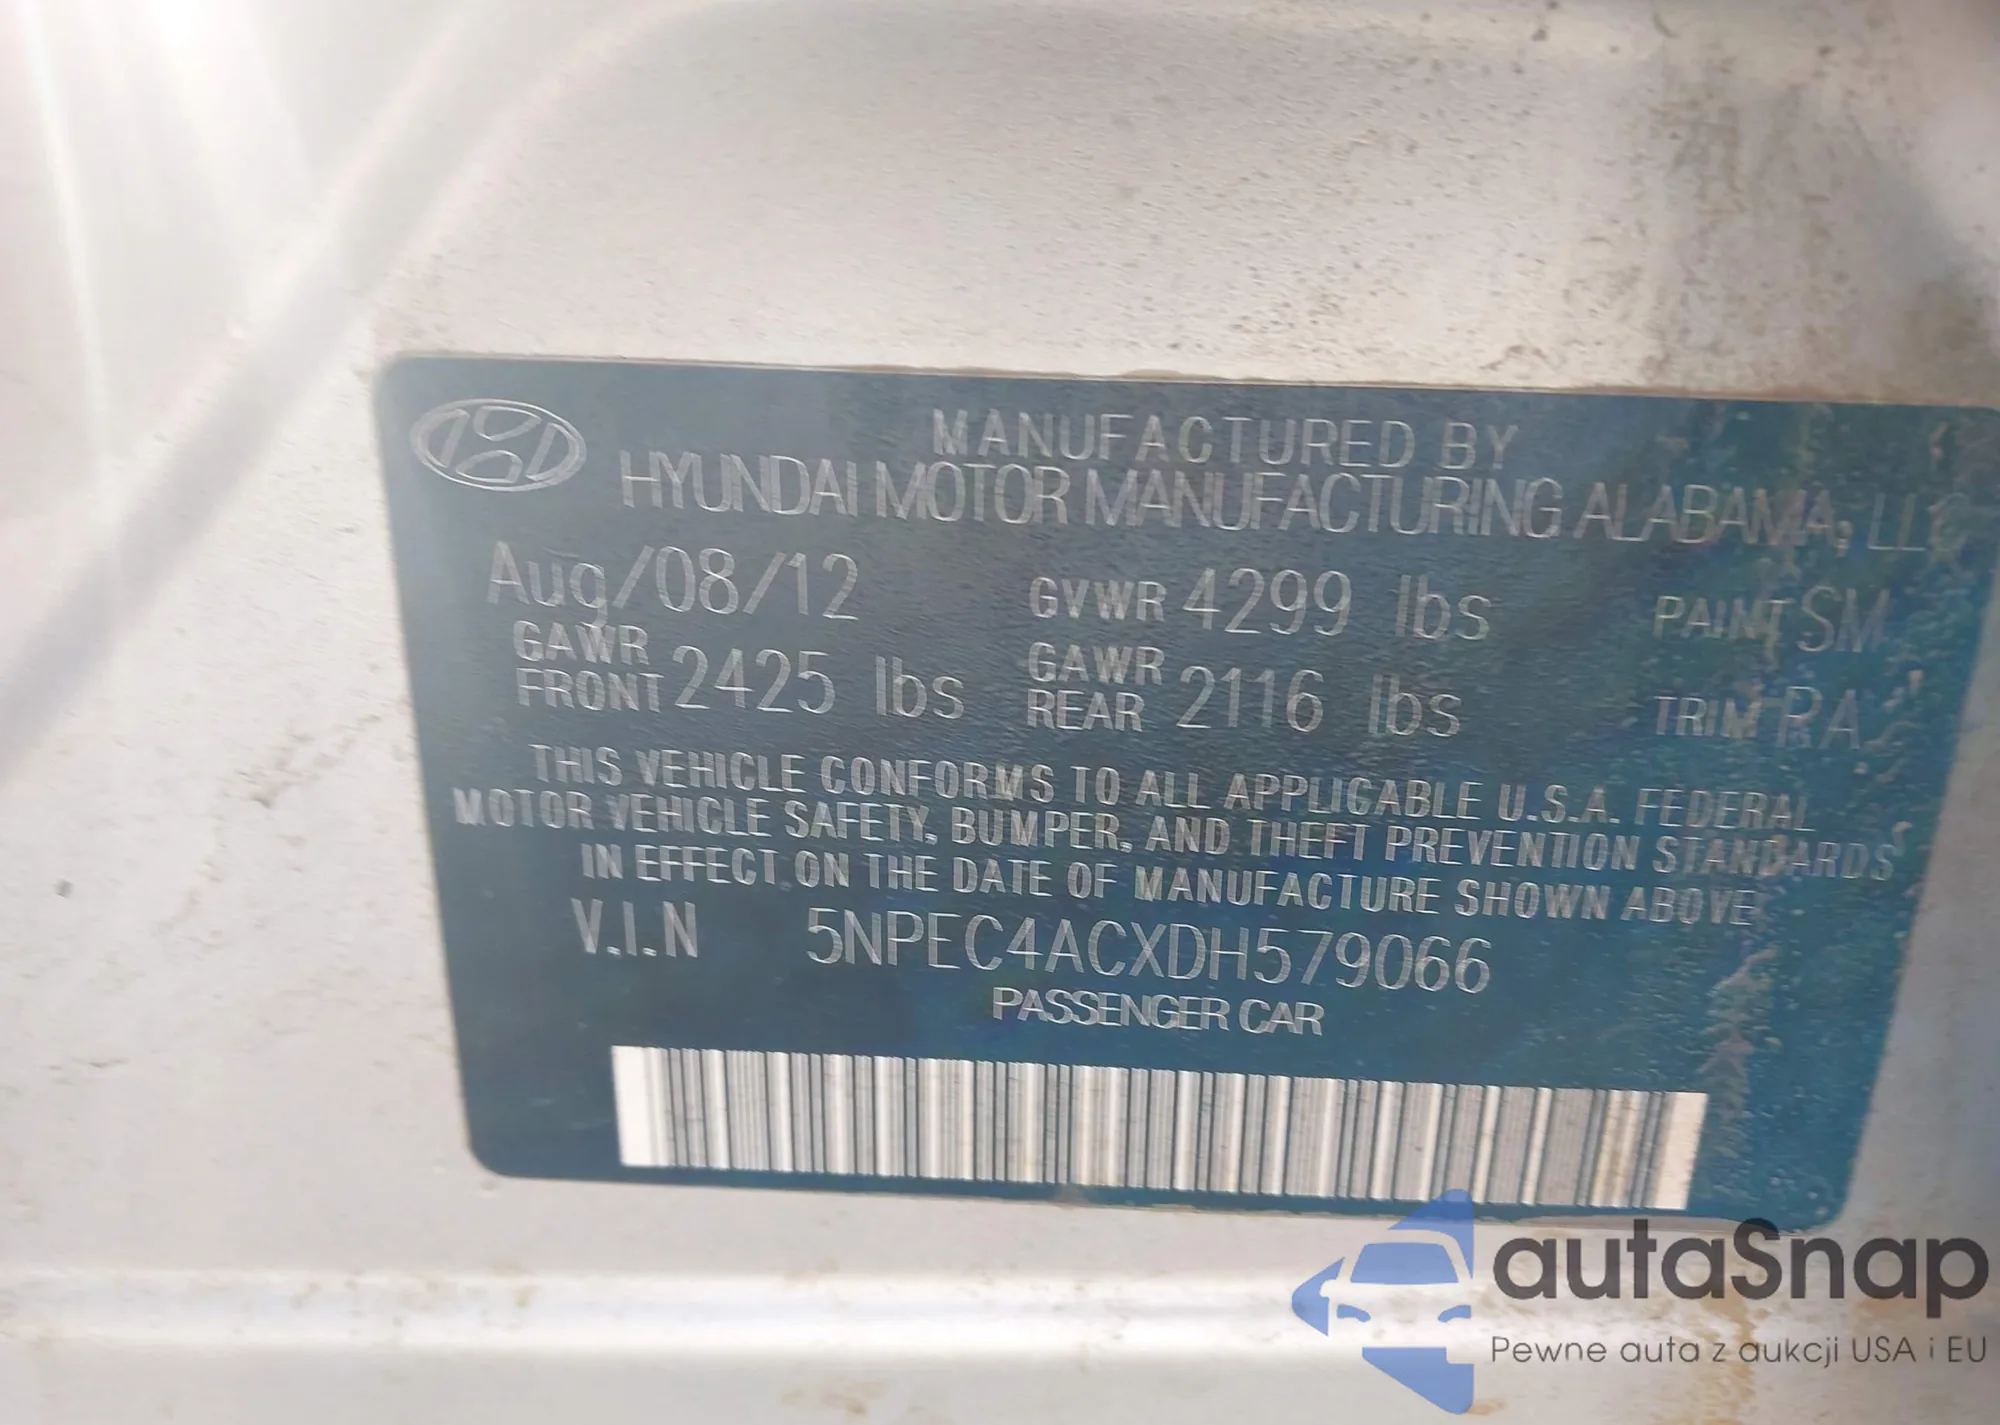 MANUFACTURED BY
HYUNDAI MOTOR MANUFACTURING ALABAMA, LLC
Aug/08/12 GVWR 4299 lbs PAINT SM
GAWR FRONT 2425 lbs GAWR REAR 2116 lbs TRIM RA
THIS VEHICLE CONFORMS TO ALL APPLICABLE U.S.A. FEDERAL
MOTOR VEHICLE SAFETY, BUMPER, AND THEFT PREVENTION STANDARDS
IN EFFECT ON THE DATE OF MANUFACTURE SHOWN ABOVE
V.I.N 5NPEC4ACXDH579066
PASSENGER CAR
autaSnap
Pewne auta z aukcji USA i EU